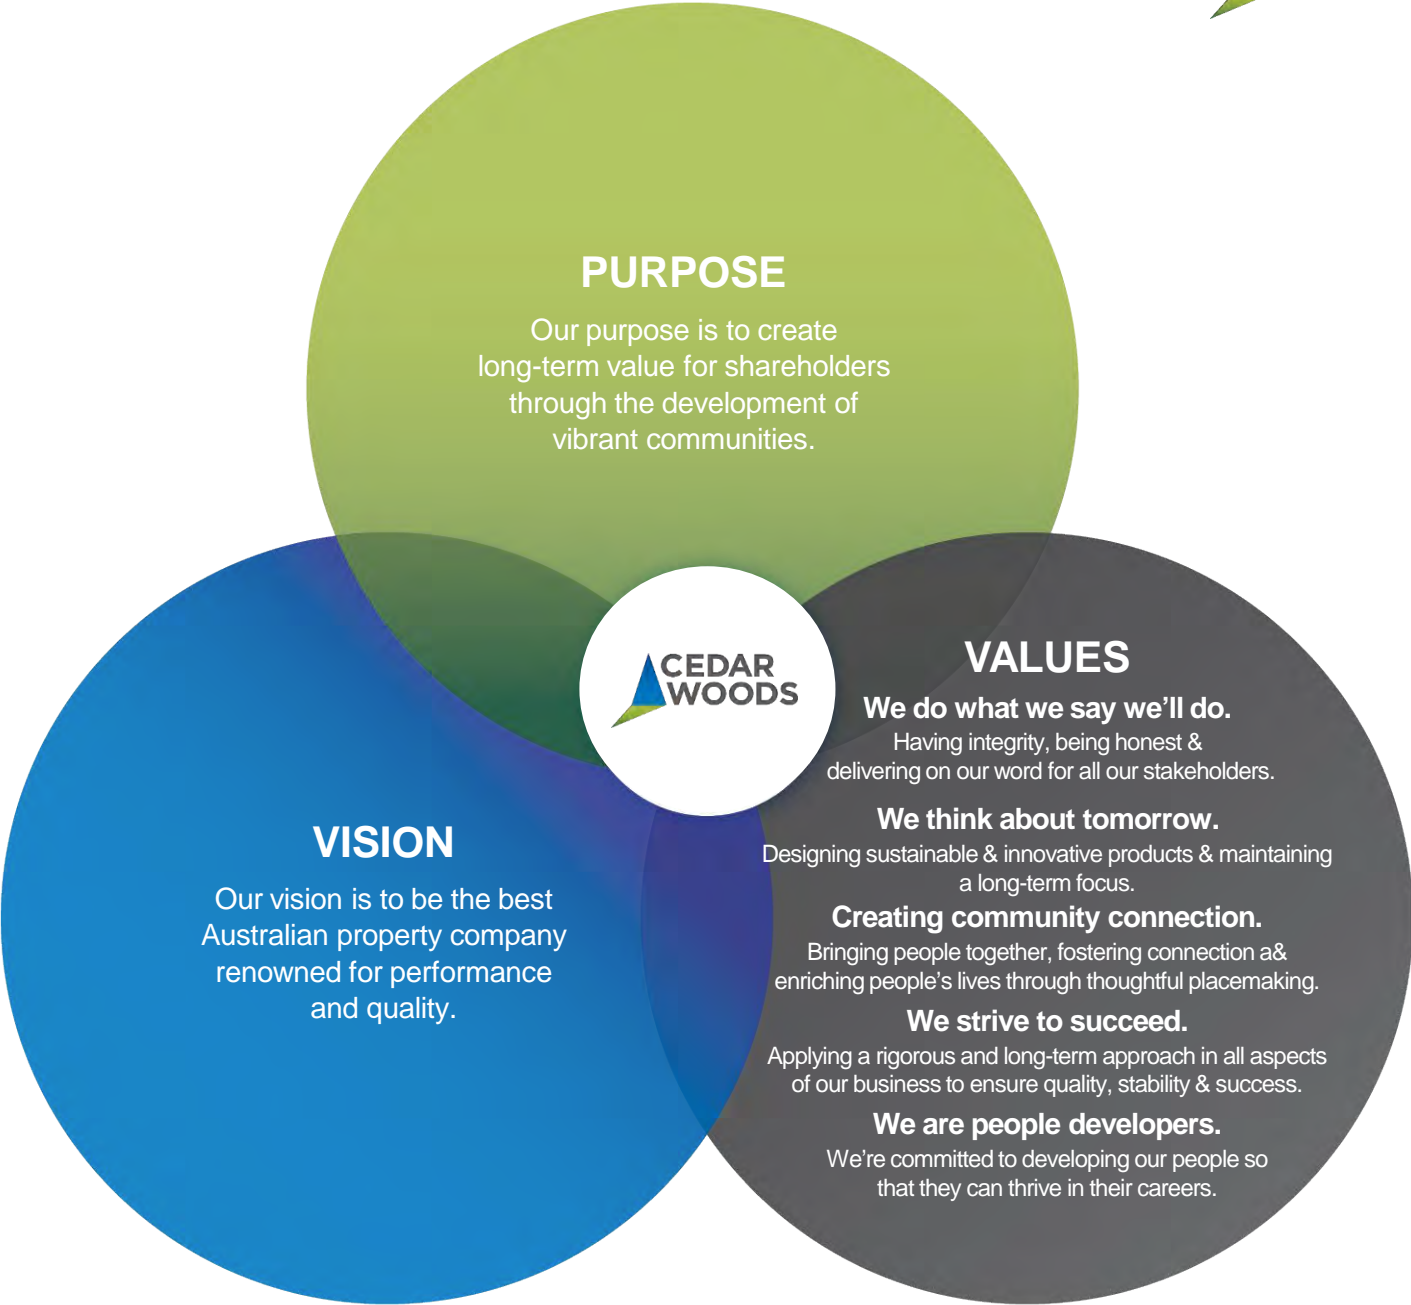 PURPOSE
Our purpose is to create
long-term value for shareholders
through the development of
vibrant communities.
CEDAR
WOODS
VISION
Our vision is to be the best
Australian property company
renowned for performance
and quality.
VALUES
We do what we say we’ll do.
Having integrity, being honest &
delivering on our word for all our stakeholders.
We think about tomorrow.
Designing sustainable & innovative products & maintaining
a long-term focus.
Creating community connection.
Bringing people together, fostering connection a&
enriching people’s lives through thoughtful placemaking.
We strive to succeed.
Applying a rigorous and long-term approach in all aspects
of our business to ensure quality, stability & success.
We are people developers.
We’re committed to developing our people so
that they can thrive in their careers.